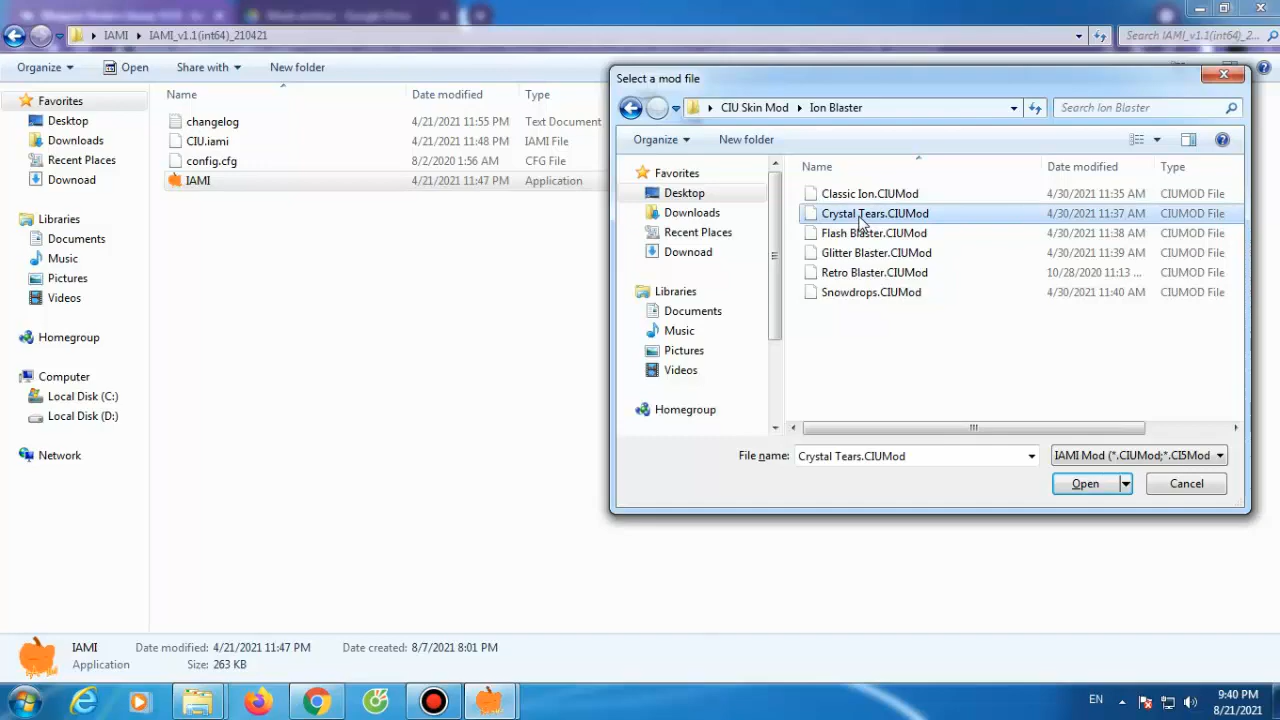 IAMI
IAMI_v1.1(int64)_210421
Search IAMI_v1.1(int64)_2...
Organize
Open
Share with
New folder
Name
Date modified
Type
changelog
4/21/2021 11:55 PM
Text Document
CIU.iami
4/21/2021 11:48 PM
IAMI File
config.cfg
8/2/2020 1:56 AM
CFG File
IAMI
4/21/2021 11:47 PM
Application
Favorites
Desktop
Downloads
Recent Places
Downoad
Libraries
Documents
Music
Pictures
Videos
Homegroup
Computer
Local Disk (C:)
Local Disk (D:)
Network
Select a mod file
CIU Skin Mod
Ion Blaster
Search Ion Blaster
Organize
New folder
Favorites
Desktop
Downloads
Recent Places
Downoad
Libraries
Documents
Music
Pictures
Videos
Homegroup
Name
Date modified
Type
Classic Ion.CIUMod
4/30/2021 11:35 AM
CIUMOD File
Crystal Tears.CIUMod
4/30/2021 11:37 AM
CIUMOD File
Flash Blaster.CIUMod
4/30/2021 11:38 AM
CIUMOD File
Glitter Blaster.CIUMod
4/30/2021 11:39 AM
CIUMOD File
Retro Blaster.CIUMod
10/28/2020 11:13 ...
CIUMOD File
Snowdrops.CIUMod
4/30/2021 11:40 AM
CIUMOD File
File name:
Crystal Tears.CIUMod
IAMI Mod (*.CIUMod;*.CI5Mod
Open
Cancel
IAMI
Application
Date modified: 4/21/2021 11:47 PM
Size: 263 KB
Date created: 8/7/2021 8:01 PM
EN
9:40 PM
8/21/2021